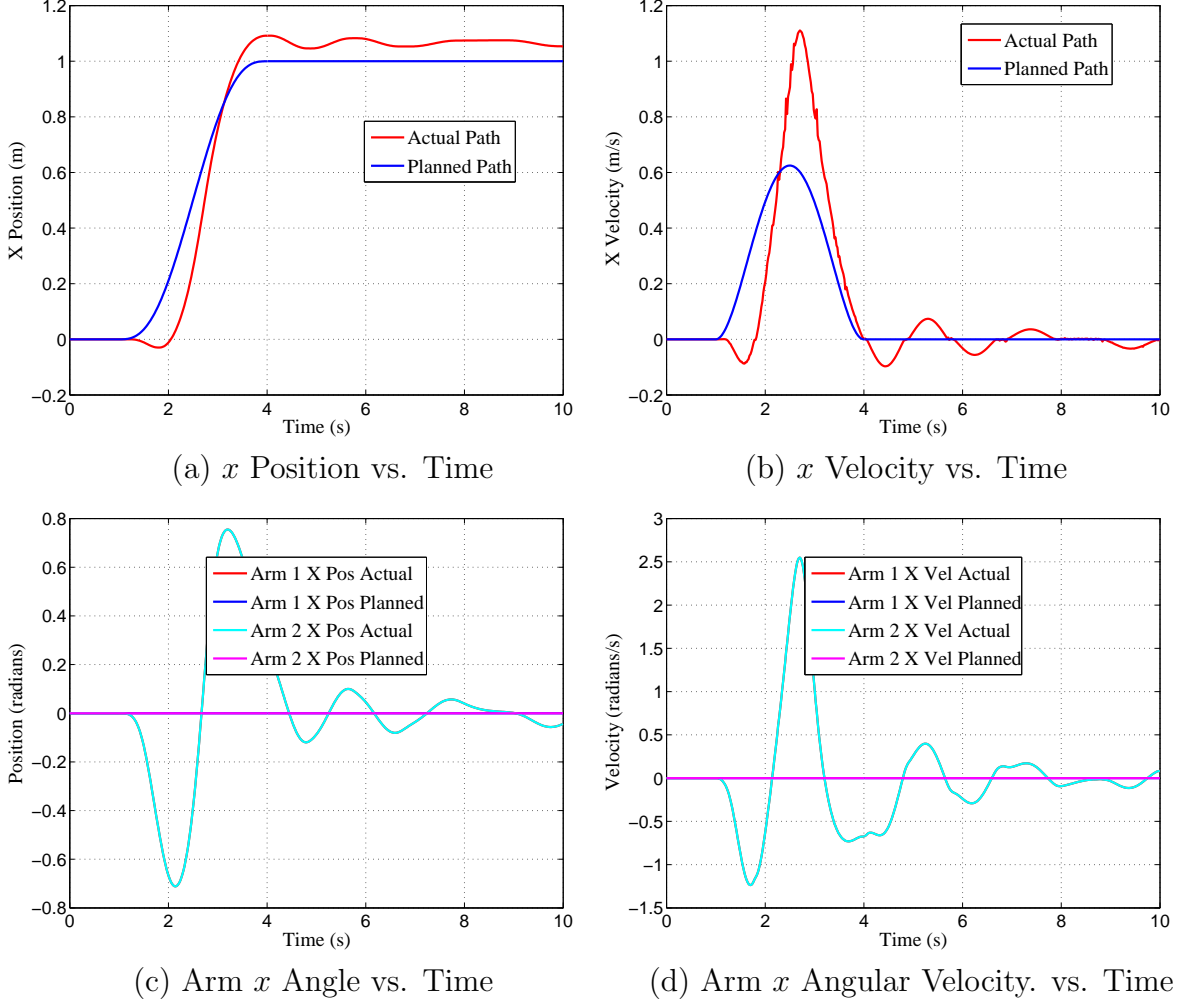 1.2
1
0.8
0.6
0.4
0.2
0
−0.2
0 2 4 6 8 10
X Position (m)
Time (s)
Actual Path
Planned Path
(a) x Position vs. Time
1.2
1
0.8
0.6
0.4
0.2
0
−0.2
0 2 4 6 8 10
X Velocity (m/s)
Time (s)
Actual Path
Planned Path
(b) x Velocity vs. Time
0.8
0.6
0.4
0.2
0
−0.2
−0.4
−0.6
−0.8
0 2 4 6 8 10
Position (radians)
Time (s)
Arm 1 X Pos Actual
Arm 1 X Pos Planned
Arm 2 X Pos Actual
Arm 2 X Pos Planned
(c) Arm x Angle vs. Time
3
2.5
2
1.5
1
0.5
0
−0.5
−1
−1.5
0 2 4 6 8 10
Velocity (radians/s)
Time (s)
Arm 1 X Vel Actual
Arm 1 X Vel Planned
Arm 2 X Vel Actual
Arm 2 X Vel Planned
(d) Arm x Angular Velocity. vs. Time